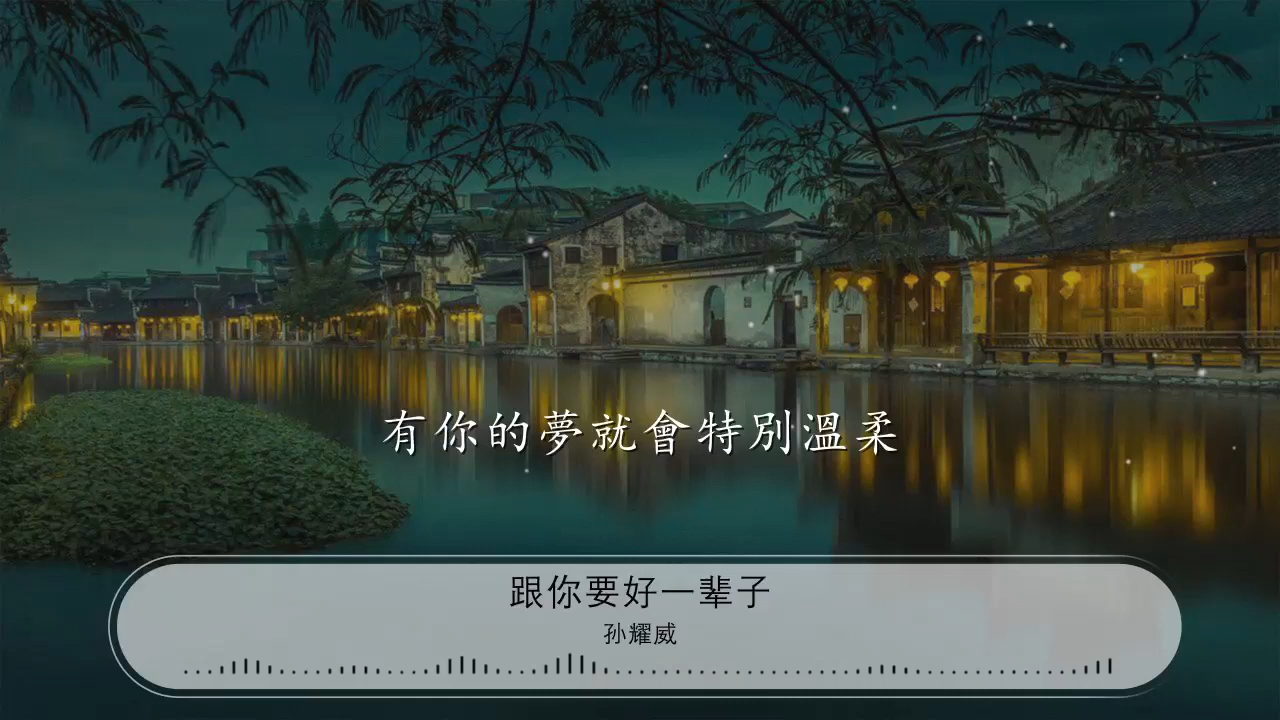 有你的夢就會特別溫柔
跟你要好一辈子
孙耀威